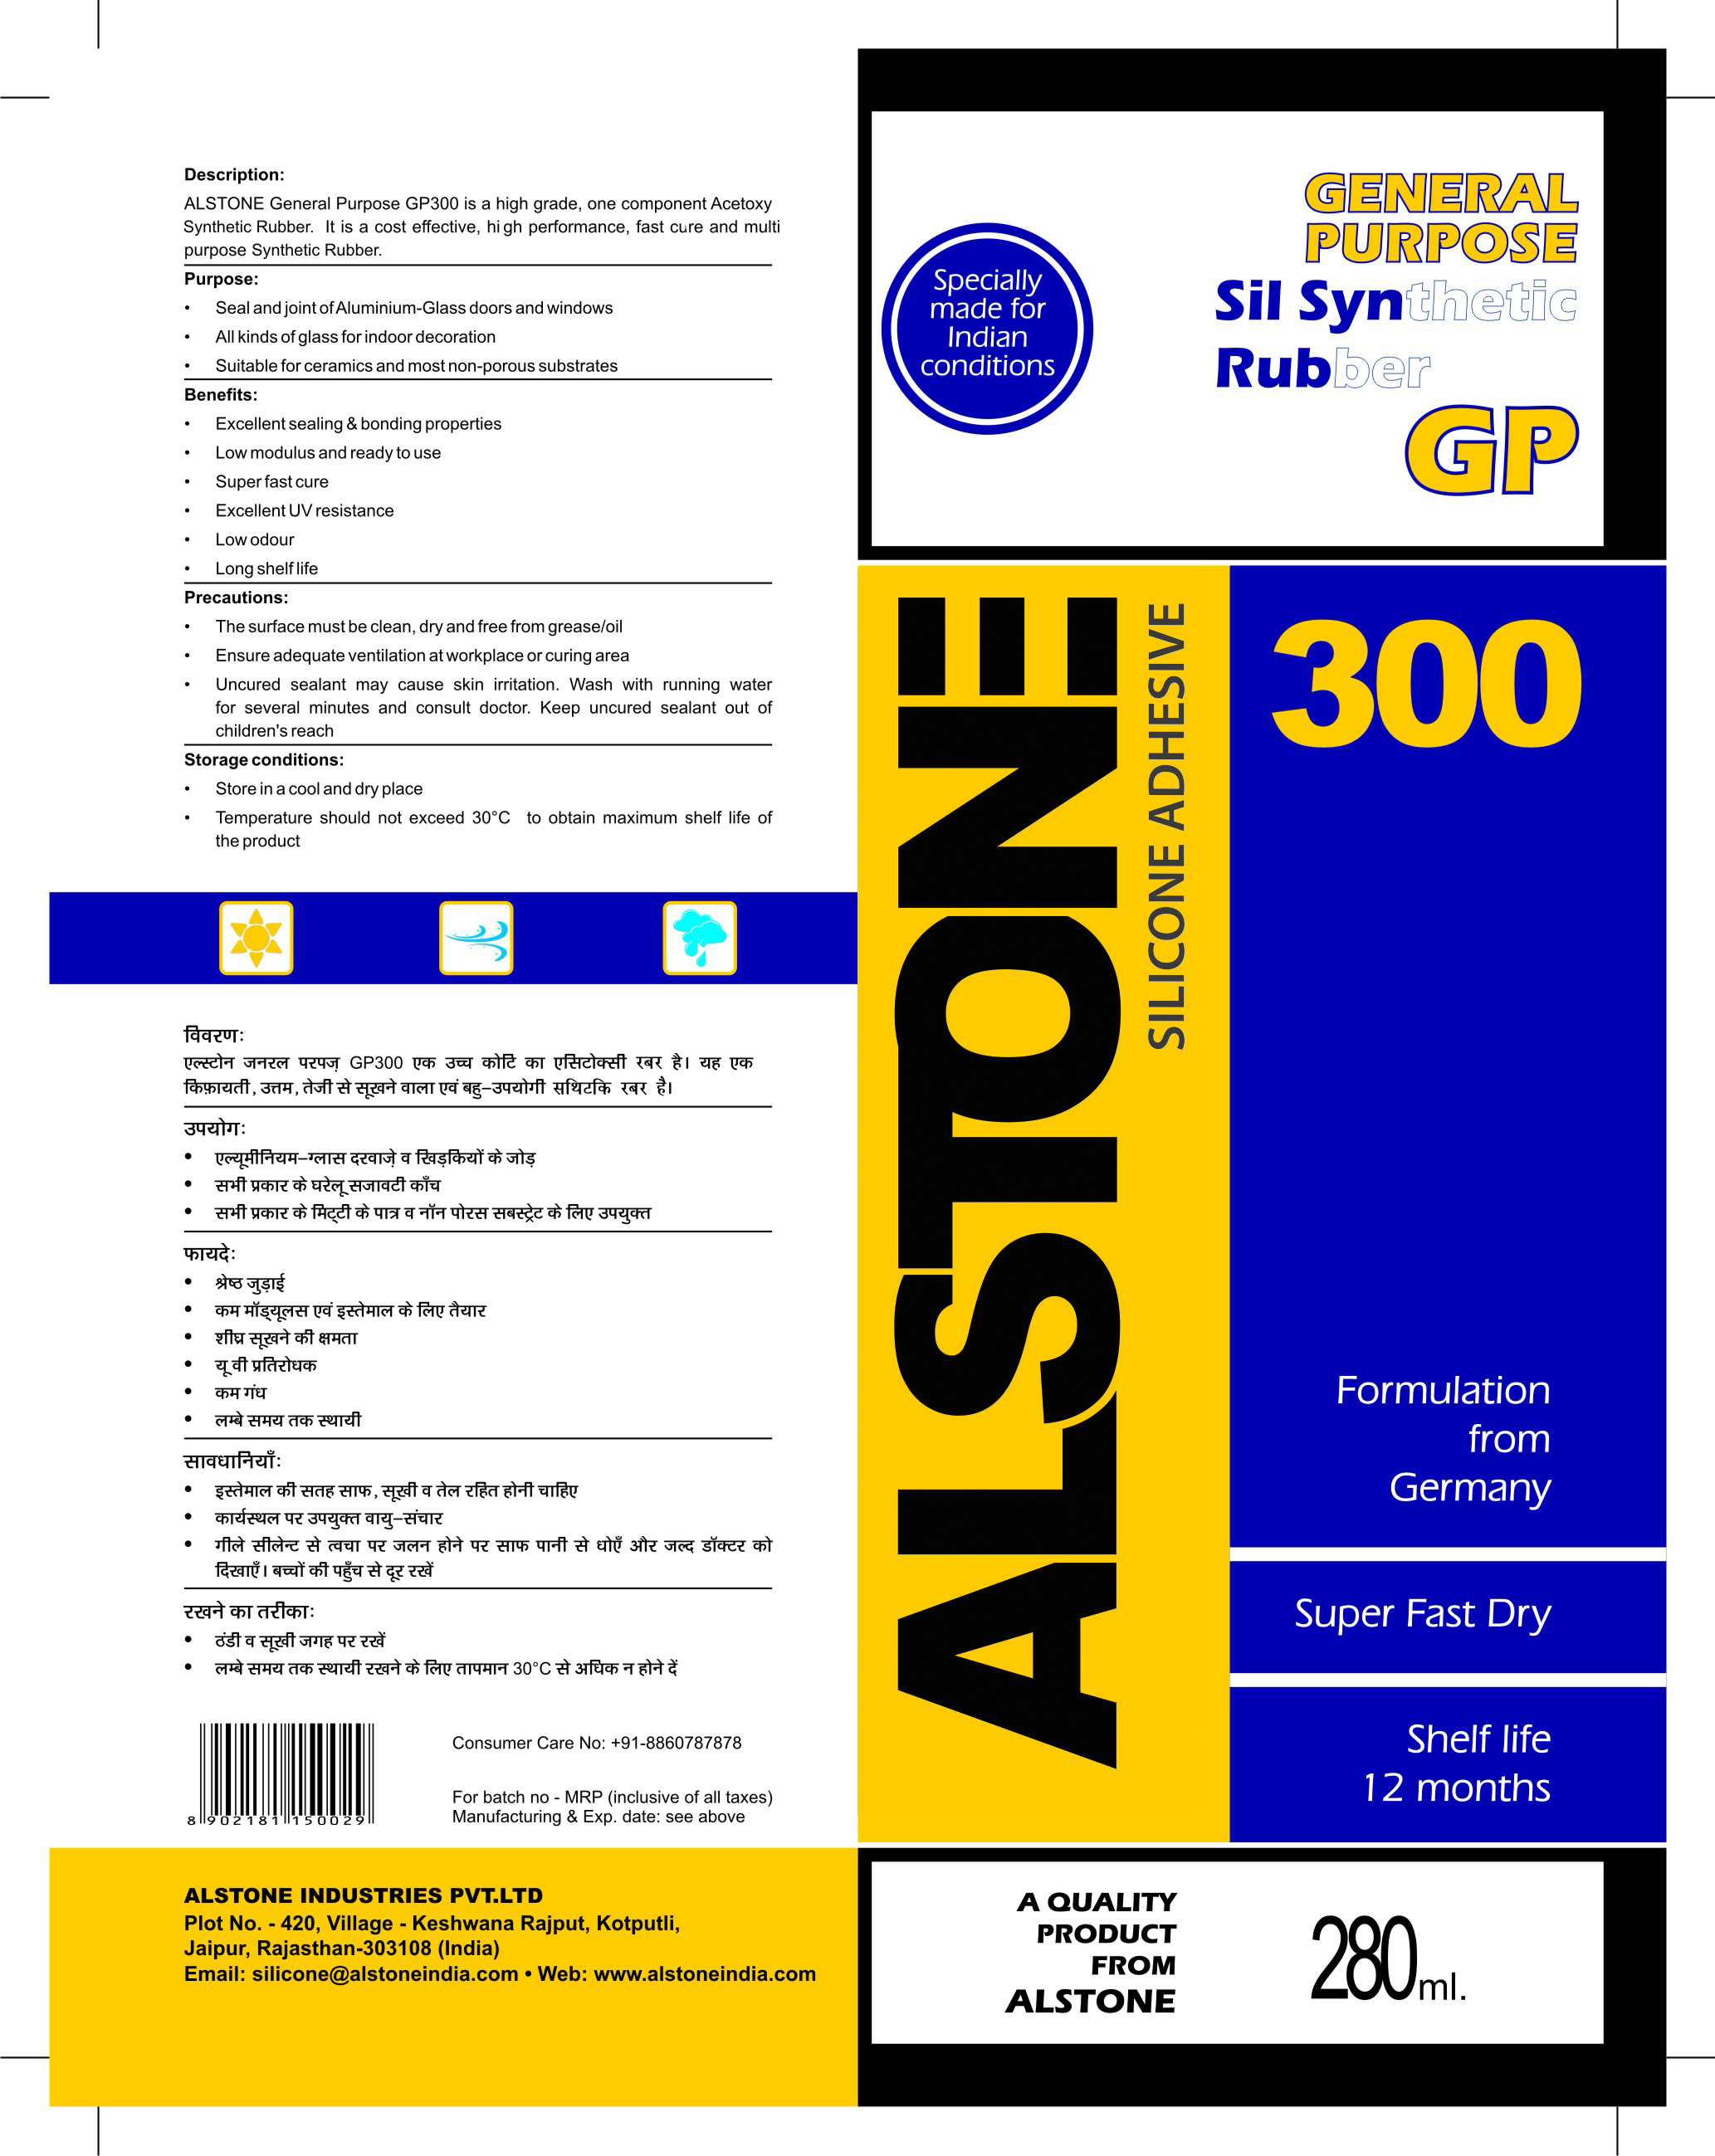 Description:
ALSTONE General Purpose GP300 is a high grade, one component Acetoxy
Synthetic Rubber. It is a cost effective, high performance, fast cure and multi
purpose Synthetic Rubber.
Purpose:
• Seal and joint of Aluminium-Glass doors and windows
• All kinds of glass for indoor decoration
• Suitable for ceramics and most non-porous substrates
Benefits:
• Excellent sealing & bonding properties
• Low modulus and ready to use
• Super fast cure
• Excellent UV resistance
• Low odour
• Long shelf life
Precautions:
• The surface must be clean, dry and free from grease/oil
• Ensure adequate ventilation at workplace or curing area
• Uncured sealant may cause skin irritation. Wash with running water
for several minutes and consult doctor. Keep uncured sealant out of
children's reach
Storage conditions:
• Store in a cool and dry place
• Temperature should not exceed 30°C to obtain maximum shelf life of
the product
विवरण:
एल्स्टोन जनरल परपज़ GP300 एक उच्च कोटि का एसिटोक्सी रबर है। यह एक
किफ़ायती, उत्तम, तेजी से सूखने वाला एवं बहु–उपयोगी सथिटकि रबर है।
उपयोग:
• एल्यूमीनियम–ग्लास दरवाज़े व खिड़कियों के जोड़
• सभी प्रकार के घरेलू सजावटी काँच
• सभी प्रकार के मिट्टी के पात्र व नॉन पोरस सबस्ट्रेट के लिए उपयुक्त
फायदे:
• श्रेष्ठ जुड़ाई
• कम मॉड्यूलस एवं इस्तेमाल के लिए तैयार
• शीघ्र सूखने की क्षमता
• यू वी प्रतिरोधक
• कम गंध
• लम्बे समय तक स्थायी
सावधानियाँ:
• इस्तेमाल की सतह साफ, सूखी व तेल रहित होनी चाहिए
• कार्यस्थल पर उपयुक्त वायु–संचार
• गीले सीलेन्ट से त्वचा पर जलन होने पर साफ पानी से धोएँ और जल्द डॉक्टर को
दिखाएँ। बच्चों की पहुँच से दूर रखें
रखने का तरीका:
• ठंडी व सूखी जगह पर रखें
• लम्बे समय तक स्थायी रखने के लिए तापमान 30°C से अधिक न होने दें
8 902181 150029
Consumer Care No: +91-8860787878
For batch no - MRP (inclusive of all taxes)
Manufacturing & Exp. date: see above
ALSTONE INDUSTRIES PVT.LTD
Plot No. - 420, Village - Keshwana Rajput, Kotputli,
Jaipur, Rajasthan-303108 (India)
Email: silicone@alstoneindia.com • Web: www.alstoneindia.com
Specially
made for
Indian
conditions
GENERAL
PURPOSE
Sil Synthetic
Rubber
GP
ALSTONE
SILICONE ADHESIVE
300
Formulation
from
Germany
Super Fast Dry
Shelf life
12 months
A QUALITY
PRODUCT
FROM
ALSTONE
280 ml.